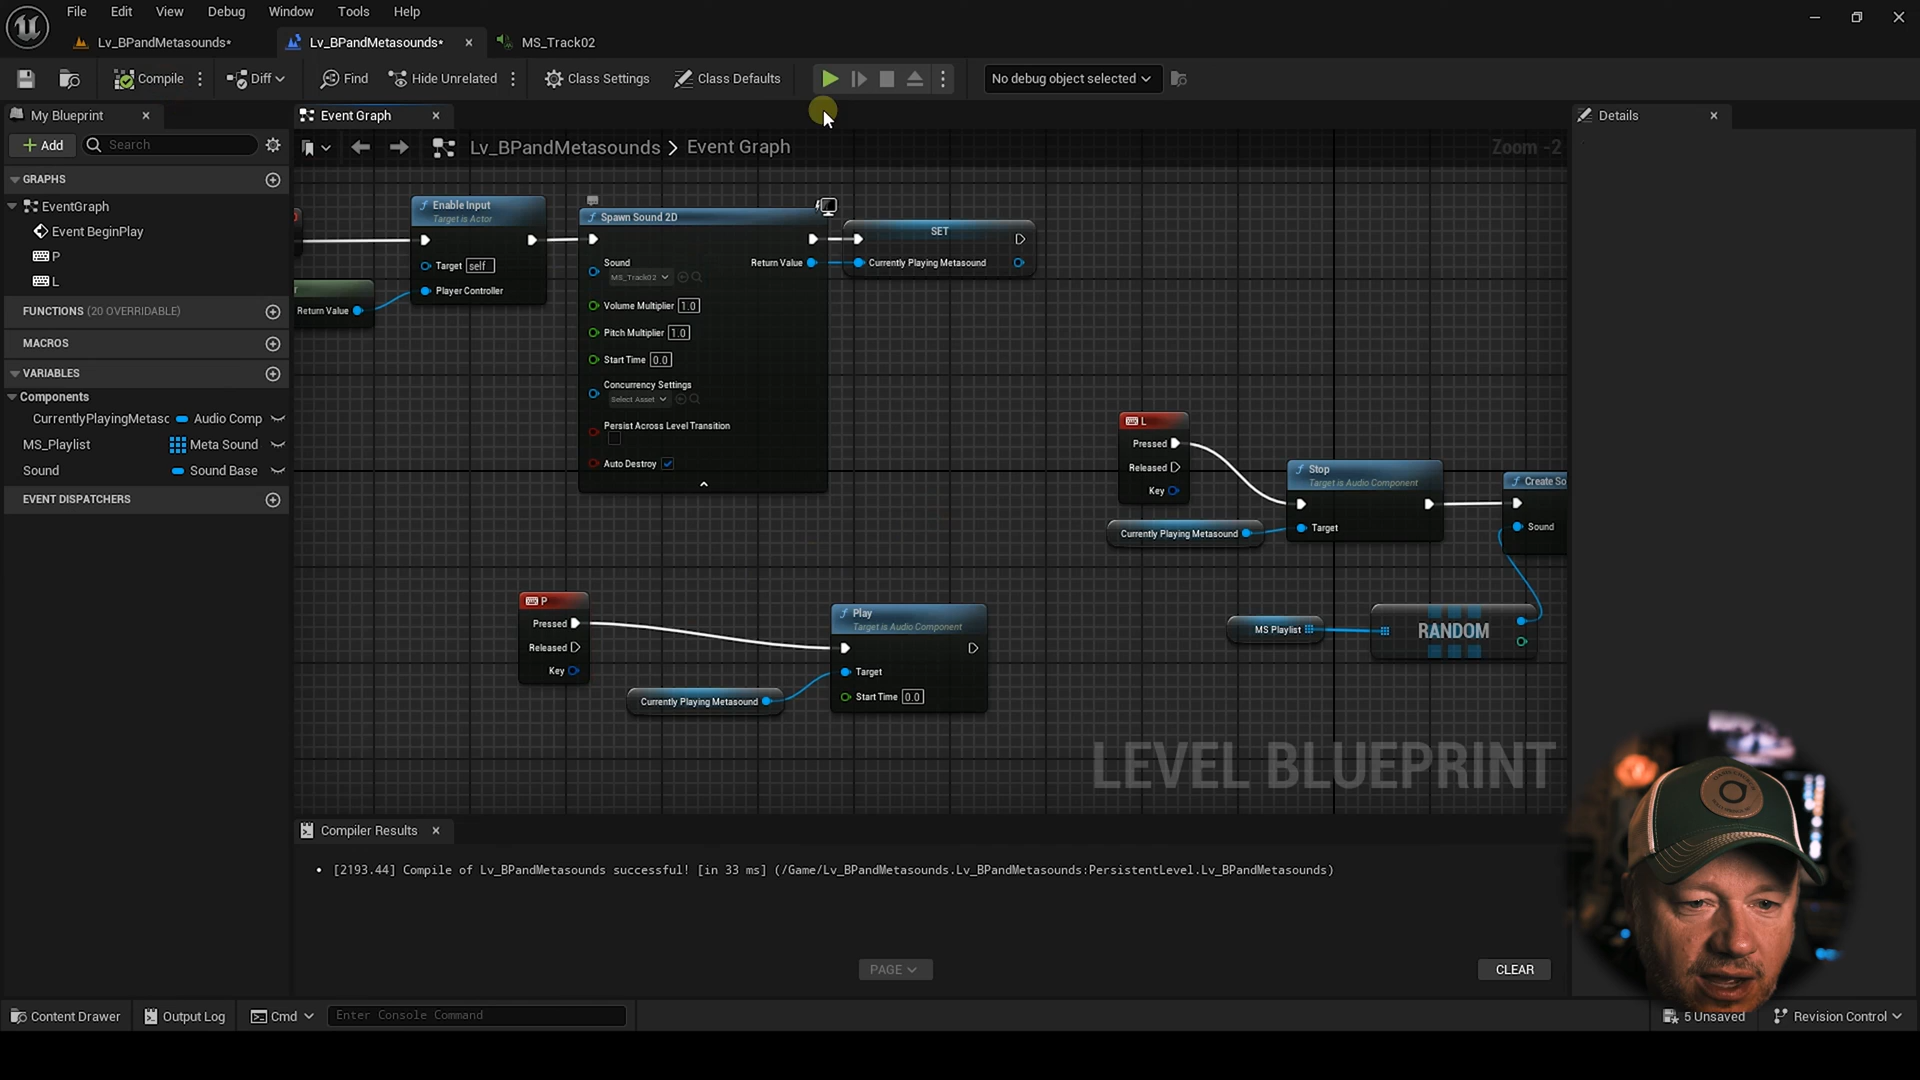 File Edit View Debug Window Tools Help
Lv_BPandMetasounds* Lv_BPandMetasounds* MS_Track02
Compile Diff Find Hide Unrelated Class Settings Class Defaults No debug object selected
My Blueprint Event Graph Details
Add Search Lv_BPandMetasounds > Event Graph Zoom -2
GRAPHS
EventGraph
Event BeginPlay
P
L
FUNCTIONS (20 OVERRIDABLE)
MACROS
VARIABLES
Components
CurrentlyPlayingMetasc Audio Comp
MS_Playlist Meta Sound
Sound Sound Base
EVENT DISPATCHERS
Return Value
Enable Input
Target is Actor
Target self
Player Controller
Spawn Sound 2D
Sound
MS_Track02
Return Value
Volume Multiplier 1.0
Pitch Multiplier 1.0
Start Time 0.0
Concurrency Settings
Select Asset
Persist Across Level Transition
Auto Destroy
SET
Currently Playing Metasound
L
Pressed
Released
Key
Currently Playing Metasound
Stop
Target is Audio Component
Target
Create So
Sound
MS Playlist
RANDOM
P
Pressed
Released
Key
Currently Playing Metasound
Play
Target is Audio Component
Target
Start Time 0.0
LEVEL BLUEPRINT
Compiler Results
[2193.44] Compile of Lv_BPandMetasounds successful! [in 33 ms] (/Game/Lv_BPandMetasounds.Lv_BPandMetasounds:PersistentLevel.Lv_BPandMetasounds)
PAGE CLEAR
Content Drawer Output Log Cmd Enter Console Command 5 Unsaved Revision Control